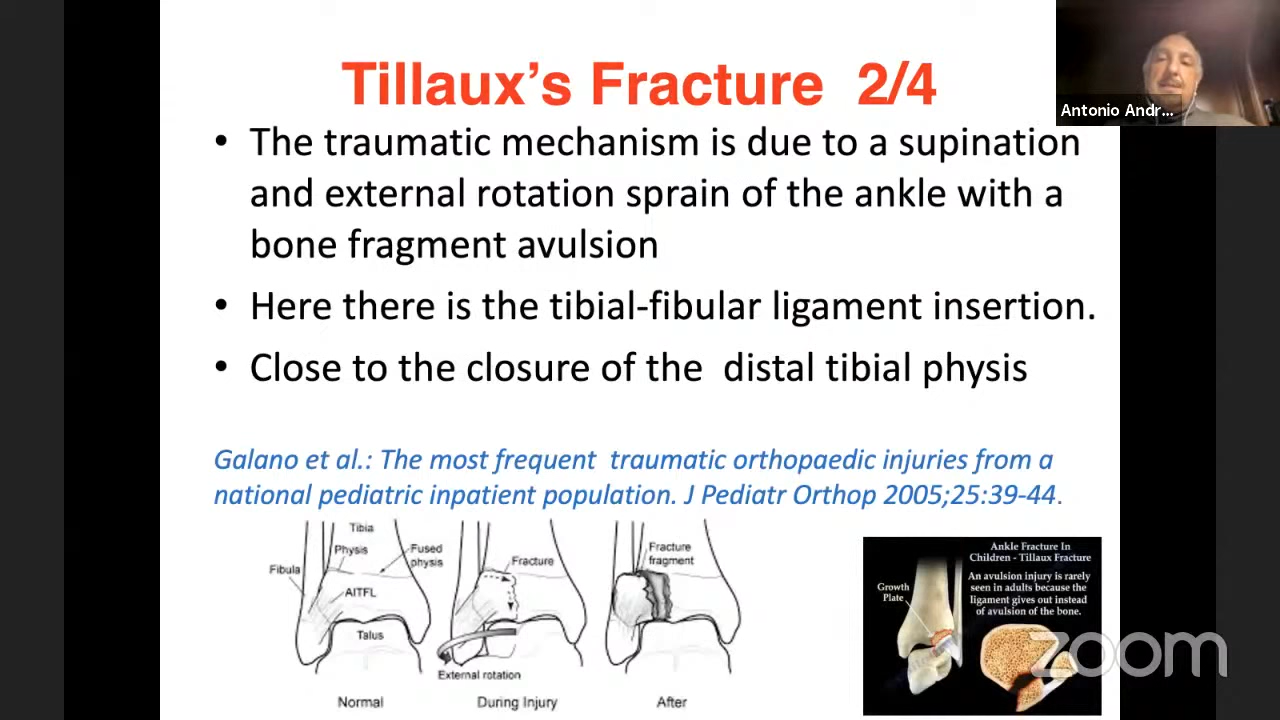 Tillaux’s Fracture 2/4
Antonio Andr...
• The traumatic mechanism is due to a supination
and external rotation sprain of the ankle with a
bone fragment avulsion
• Here there is the tibial-fibular ligament insertion.
• Close to the closure of the distal tibial physis
Galano et al.: The most frequent traumatic orthopaedic injuries from a
national pediatric inpatient population. J Pediatr Orthop 2005;25:39-44.
Tibia
Physis
Fused
physis
Fibula
AITFL
Talus
Normal
Fracture
External rotation
During Injury
Fracture
fragment
After
Ankle Fracture In
Children - Tillaux Fracture
Growth
Plate
An avulsion injury is rarely
seen in adults because the
ligament gives out instead
of avulsion of the bone.
zoom